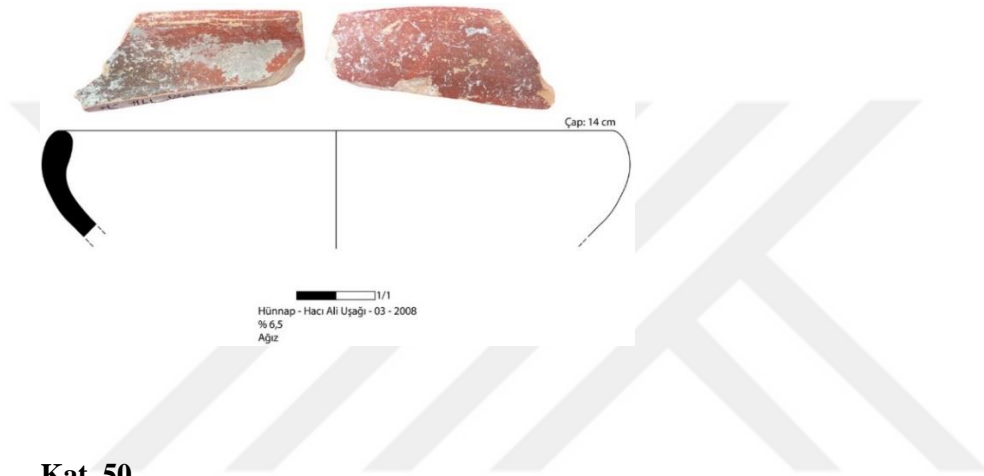 Çap: 14 cm
1/1
Hünnap - Hacı Ali Uşağı - 03 - 2008
% 6,5
Ağız
Kat. 50